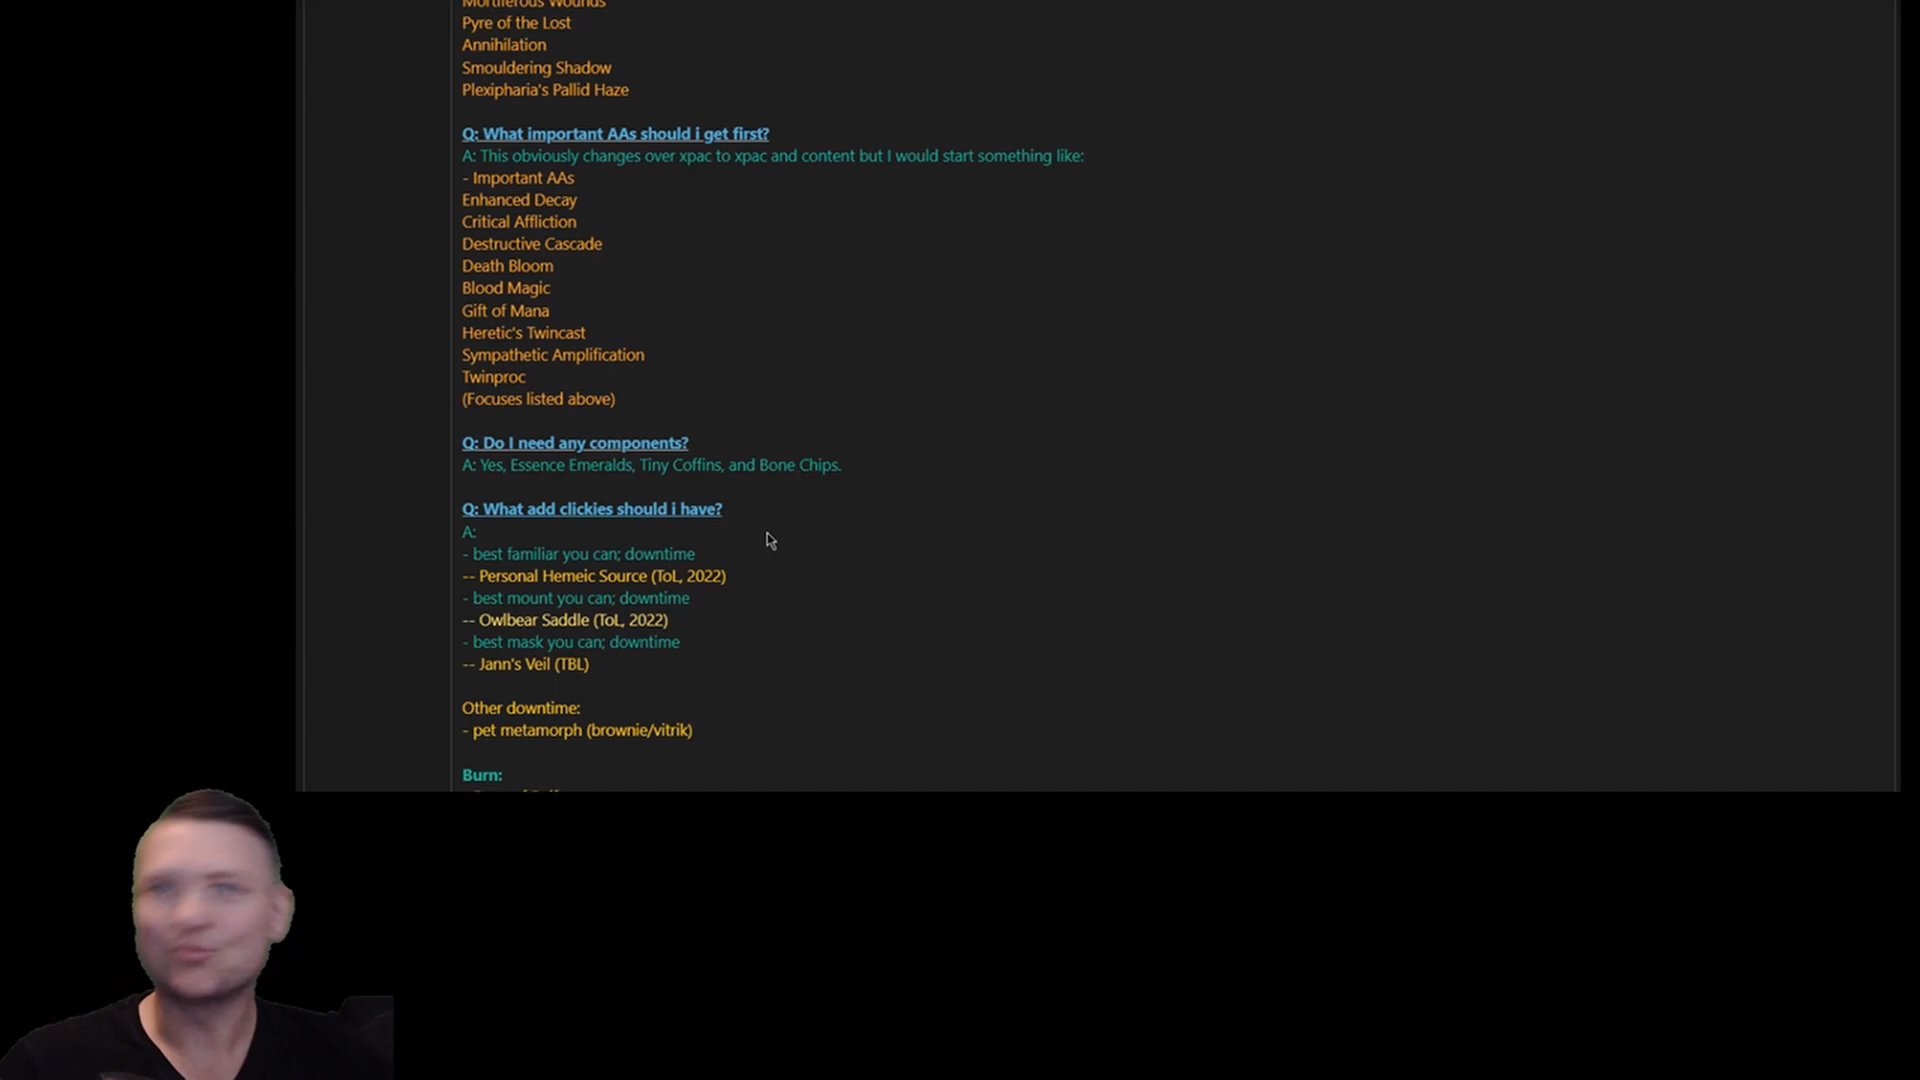 Mortiferous Wounds
Pyre of the Lost
Annihilation
Smouldering Shadow
Plexipharia's Pallid Haze
Q: What important AAs should i get first?
A: This obviously changes over xpac to xpac and content but I would start something like:
- Important AAs
Enhanced Decay
Critical Affliction
Destructive Cascade
Death Bloom
Blood Magic
Gift of Mana
Heretic's Twincast
Sympathetic Amplification
Twinproc
(Focuses listed above)
Q: Do I need any components?
A: Yes, Essence Emeralds, Tiny Coffins, and Bone Chips.
Q: What add clickies should i have?
A:
- best familiar you can; downtime
-- Personal Hemeic Source (ToL, 2022)
- best mount you can; downtime
-- Owlbear Saddle (ToL, 2022)
- best mask you can; downtime
-- Jann's Veil (TBL)
Other downtime:
- pet metamorph (brownie/vitrik)
Burn: